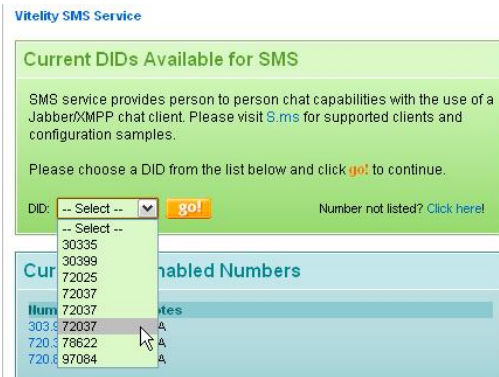 Vitelity SMS Service
Current DIDs Available for SMS
SMS service provides person to person chat capabilities with the use of a
Jabber/XMPP chat client. Please visit S.ms for supported clients and
configuration samples.
Please choose a DID from the list below and click go! to continue.
DID: -- Select -- go! Number not listed? Click here!
-- Select --
30335
30399
72025
72037
72037
72037
78622
97084
Cur nabled Numbers
Num tes
303.9 A
720.3 A
720.8 A